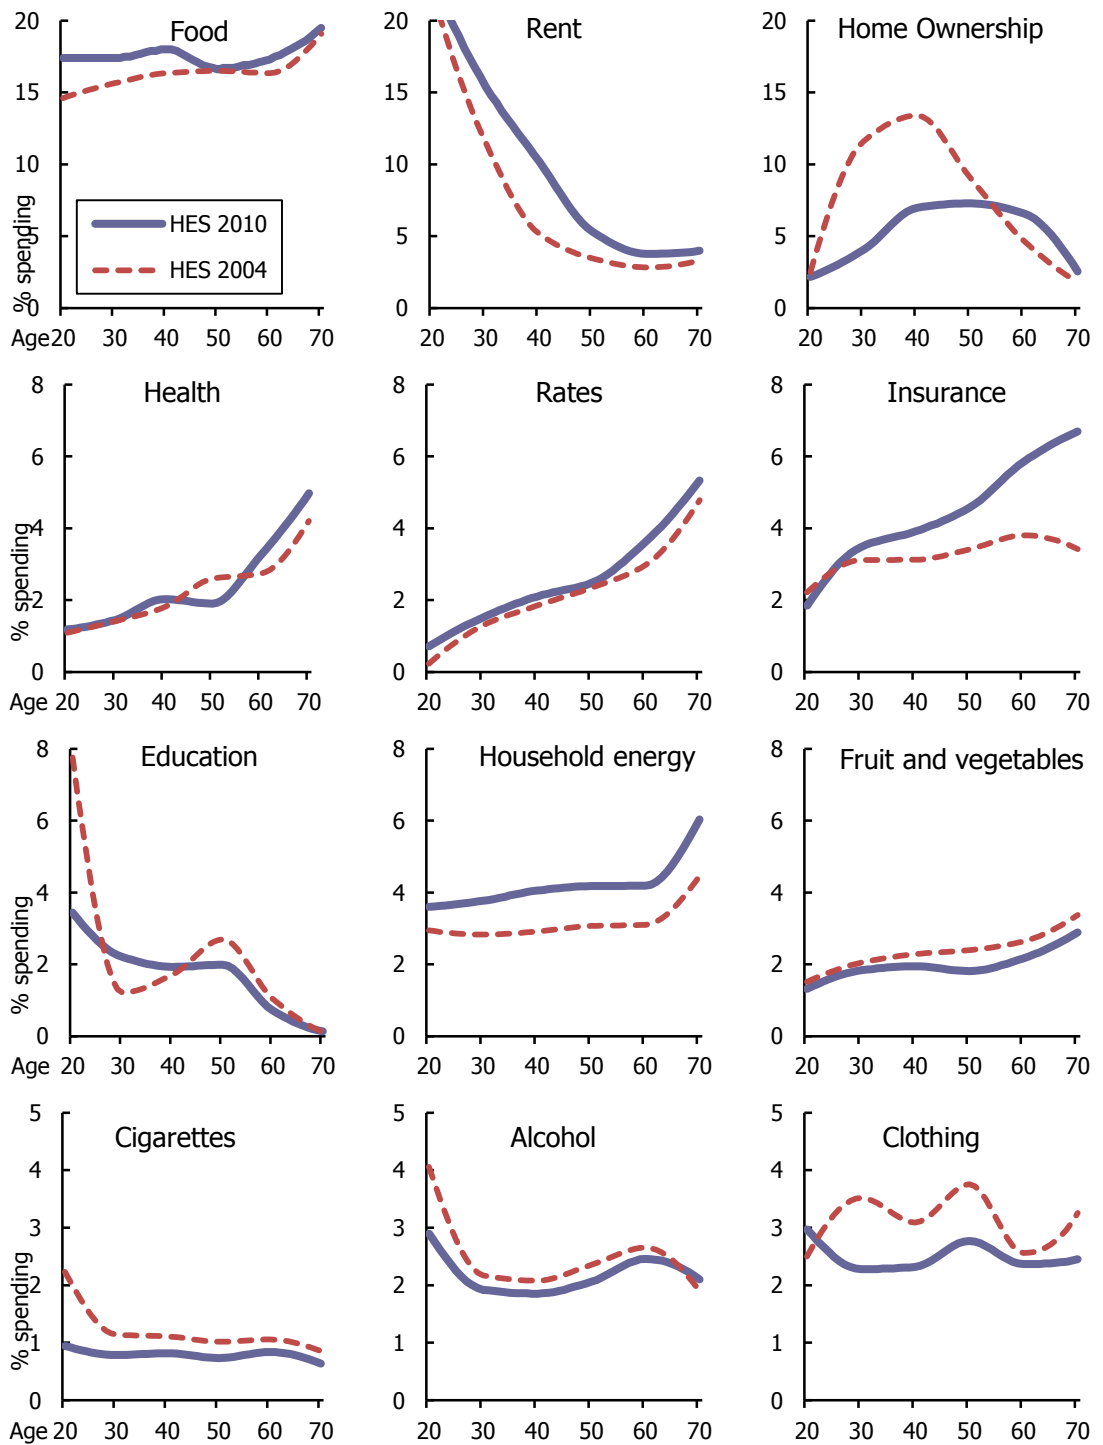 Food
20
15
10
5
0
% spending
HES 2010
HES 2004
Age 20 30 40 50 60 70
Rent
20
15
10
5
0
20 30 40 50 60 70
Home Ownership
20
15
10
5
0
20 30 40 50 60 70
Health
8
6
4
2
0
% spending
Age 20 30 40 50 60 70
Rates
8
6
4
2
0
20 30 40 50 60 70
Insurance
8
6
4
2
0
20 30 40 50 60 70
Education
8
6
4
2
0
% spending
Age 20 30 40 50 60 70
Household energy
8
6
4
2
0
20 30 40 50 60 70
Fruit and vegetables
8
6
4
2
0
20 30 40 50 60 70
Cigarettes
5
4
3
2
1
0
% spending
Age 20 30 40 50 60 70
Alcohol
5
4
3
2
1
0
20 30 40 50 60 70
Clothing
5
4
3
2
1
0
20 30 40 50 60 70